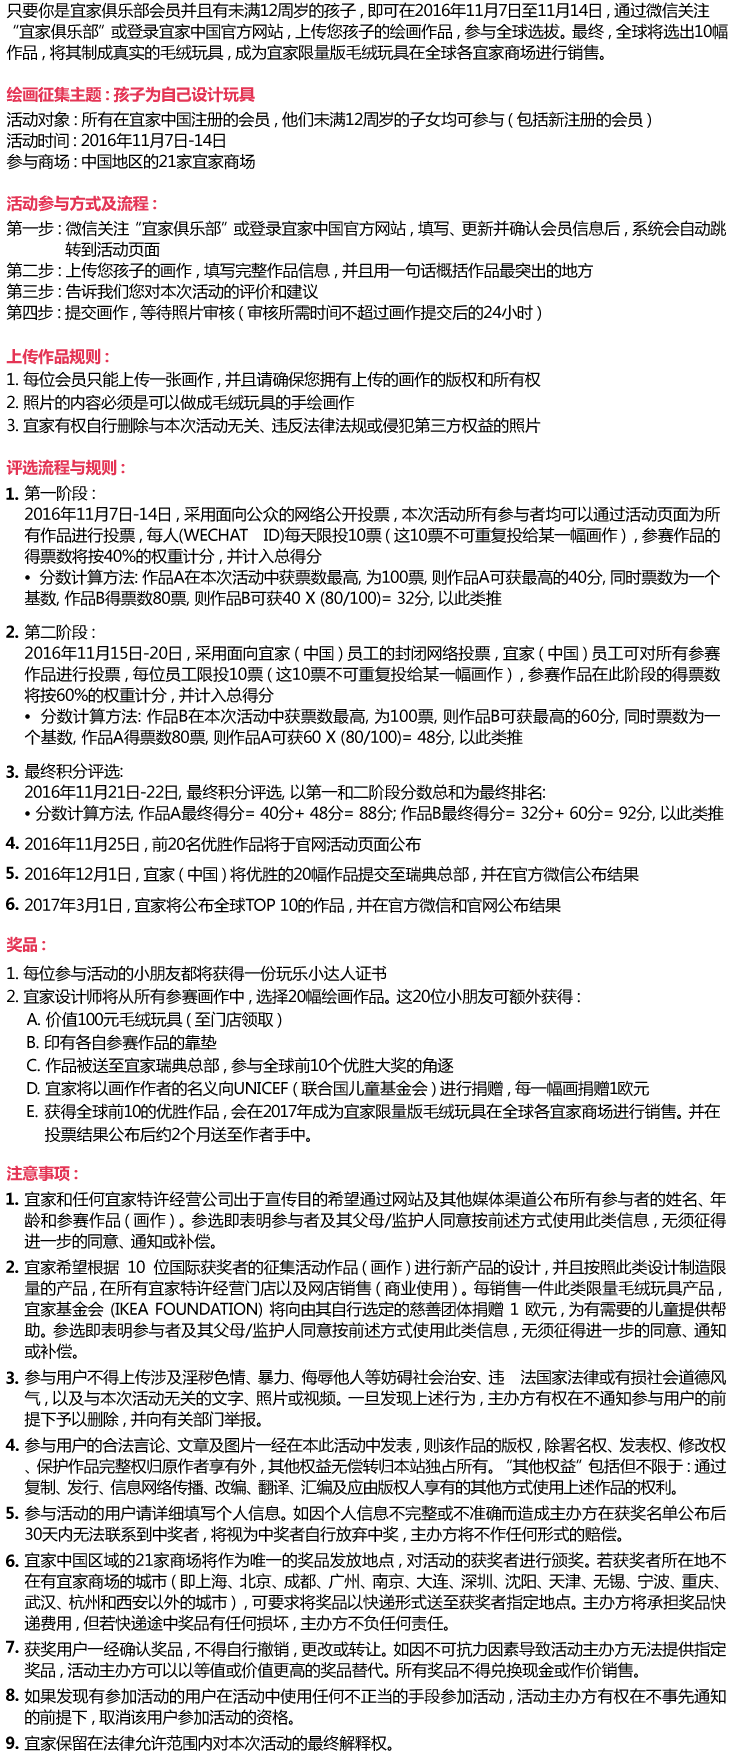 只要你是宜家俱乐部会员并且有未满12周岁的孩子 , 即可在2016年11月7日至11月14日 , 通过微信关注
“宜家俱乐部” 或登录宜家中国官方网站 , 上传您孩子的绘画作品 , 参与全球选拔。最终 , 全球将选出10幅
作品 , 将其制成真实的毛绒玩具 , 成为宜家限量版毛绒玩具在全球各宜家商场进行销售。
绘画征集主题 : 孩子为自己设计玩具
活动对象 : 所有在宜家中国注册的会员 , 他们未满12周岁的子女均可参与 ( 包括新注册的会员 )
活动时间 : 2016年11月7日-14日
参与商场 : 中国地区的21家宜家商场
活动参与方式及流程 :
第一步 : 微信关注 “宜家俱乐部” 或登录宜家中国官方网站 , 填写、更新并确认会员信息后 , 系统会自动跳
转到活动页面
第二步 : 上传您孩子的画作 , 填写完整作品信息 , 并且用一句话概括作品最突出的地方
第三步 : 告诉我们您对本次活动的评价和建议
第四步 : 提交画作 , 等待照片审核 ( 审核所需时间不超过画作提交后的24小时 )
上传作品规则 :
1. 每位会员只能上传一张画作 , 并且请确保您拥有上传的画作的版权和所有权
2. 照片的内容必须是可以做成毛绒玩具的手绘画作
3. 宜家有权自行删除与本次活动无关、违反法律法规或侵犯第三方权益的照片
评选流程与规则 :
1. 第一阶段 :
2016年11月7日-14日 , 采用面向公众的网络公开投票 , 本次活动所有参与者均可以通过活动页面为所
有作品进行投票 , 每人(WECHAT ID)每天限投10票 ( 这10票不可重复投给某一幅画作 ) , 参赛作品的
得票数将按40%的权重计分 , 并计入总得分
• 分数计算方法: 作品A在本次活动中获票数最高, 为100票, 则作品A可获最高的40分, 同时票数为一个
基数, 作品B得票数80票, 则作品B可获40 X (80/100)= 32分, 以此类推
2. 第二阶段 :
2016年11月15日-20日 , 采用面向宜家 ( 中国 ) 员工的封闭网络投票 , 宜家 ( 中国 ) 员工可对所有参赛
作品进行投票 , 每位员工限投10票 ( 这10票不可重复投给某一幅画作 ) , 参赛作品在此阶段的得票数
将按60%的权重计分 , 并计入总得分
• 分数计算方法: 作品B在本次活动中获票数最高, 为100票, 则作品B可获最高的60分, 同时票数为一
个基数, 作品A得票数80票, 则作品A可获60 X (80/100)= 48分, 以此类推
3. 最终积分评选:
2016年11月21日-22日, 最终积分评选, 以第一和二阶段分数总和为最终排名:
• 分数计算方法, 作品A最终得分= 40分+ 48分= 88分; 作品B最终得分= 32分+ 60分= 92分, 以此类推
4. 2016年11月25日 , 前20名优胜作品将于官网活动页面公布
5. 2016年12月1日 , 宜家 ( 中国 ) 将优胜的20幅作品提交至瑞典总部 , 并在官方微信公布结果
6. 2017年3月1日 , 宜家将公布全球TOP 10的作品 , 并在官方微信和官网公布结果
奖品 :
1. 每位参与活动的小朋友都将获得一份玩乐小达人证书
2. 宜家设计师将从所有参赛画作中 , 选择20幅绘画作品。这20位小朋友可额外获得 :
A. 价值100元毛绒玩具 ( 至门店领取 )
B. 印有各自参赛作品的靠垫
C. 作品被送至宜家瑞典总部 , 参与全球前10个优胜大奖的角逐
D. 宜家将以画作作者的名义向UNICEF ( 联合国儿童基金会 ) 进行捐赠 , 每一幅画捐赠1欧元
E. 获得全球前10的优胜作品 , 会在2017年成为宜家限量版毛绒玩具在全球各宜家商场进行销售。并在
投票结果公布后约2个月送至作者手中。
注意事项 :
1. 宜家和任何宜家特许经营公司出于宣传目的希望通过网站及其他媒体渠道公布所有参与者的姓名、年
龄和参赛作品 ( 画作 ) 。参选即表明参与者及其父母/监护人同意按前述方式使用此类信息 , 无须征得
进一步的同意、通知或补偿。
2. 宜家希望根据 10 位国际获奖者的征集活动作品 ( 画作 ) 进行新产品的设计 , 并且按照此类设计制造限
量的产品 , 在所有宜家特许经营门店以及网店销售 ( 商业使用 ) 。每销售一件此类限量毛绒玩具产品 ,
宜家基金会 (IKEA FOUNDATION) 将向由其自行选定的慈善团体捐赠 1 欧元 , 为有需要的儿童提供帮
助。参选即表明参与者及其父母/监护人同意按前述方式使用此类信息 , 无须征得进一步的同意、通知
或补偿。
3. 参与用户不得上传涉及淫秽色情、暴力、侮辱他人等妨碍社会治安、违 法国家法律或有损社会道德风
气 , 以及与本次活动无关的文字、照片或视频。一旦发现上述行为 , 主办方有权在不通知参与用户的前
提下予以删除 , 并向有关部门举报。
4. 参与用户的合法言论、文章及图片一经在本此活动中发表 , 则该作品的版权 , 除署名权、发表权、修改权
、保护作品完整权归原作者享有外 , 其他权益无偿转归本站独占所有。“其他权益” 包括但不限于 : 通过
复制、发行、信息网络传播、改编、翻译、汇编及应由版权人享有的其他方式使用上述作品的权利。
5. 参与活动的用户请详细填写个人信息。如因个人信息不完整或不准确而造成主办方在获奖名单公布后
30天内无法联系到中奖者 , 将视为中奖者自行放弃中奖 , 主办方将不作任何形式的赔偿。
6. 宜家中国区域的21家商场将作为唯一的奖品发放地点 , 对活动的获奖者进行颁奖。若获奖者所在地不
在有宜家商场的城市 ( 即上海、北京、成都、广州、南京、大连、深圳、沈阳、天津、无锡、宁波、重庆、
武汉、杭州和西安以外的城市 ) , 可要求将奖品以快递形式送至获奖者指定地点。主办方将承担奖品快
递费用 , 但若快递途中奖品有任何损坏 , 主办方不负任何责任。
7. 获奖用户一经确认奖品 , 不得自行撤销 , 更改或转让。如因不可抗力因素导致活动主办方无法提供指定
奖品 , 活动主办方可以以等值或价值更高的奖品替代。所有奖品不得兑换现金或作价销售。
8. 如果发现有参加活动的用户在活动中使用任何不正当的手段参加活动 , 活动主办方有权在不事先通知
的前提下 , 取消该用户参加活动的资格。
9. 宜家保留在法律允许范围内对本次活动的最终解释权。